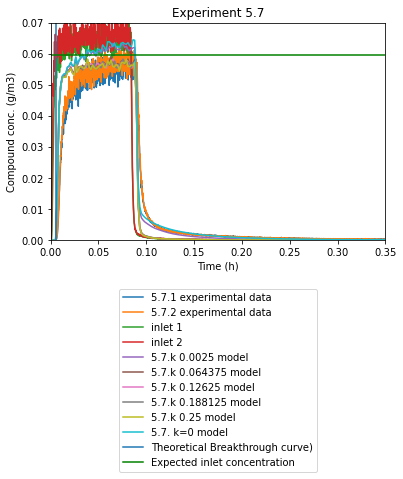 Experiment 5.7
Compound conc. (g/m3)
0.07
0.06
0.05
0.04
0.03
0.02
0.01
0.00
0.00 0.05 0.10 0.15 0.20 0.25 0.30 0.35
Time (h)
5.7.1 experimental data
5.7.2 experimental data
inlet 1
inlet 2
5.7.k 0.0025 model
5.7.k 0.064375 model
5.7.k 0.12625 model
5.7.k 0.188125 model
5.7.k 0.25 model
5.7. k=0 model
Theoretical Breakthrough curve)
Expected inlet concentration